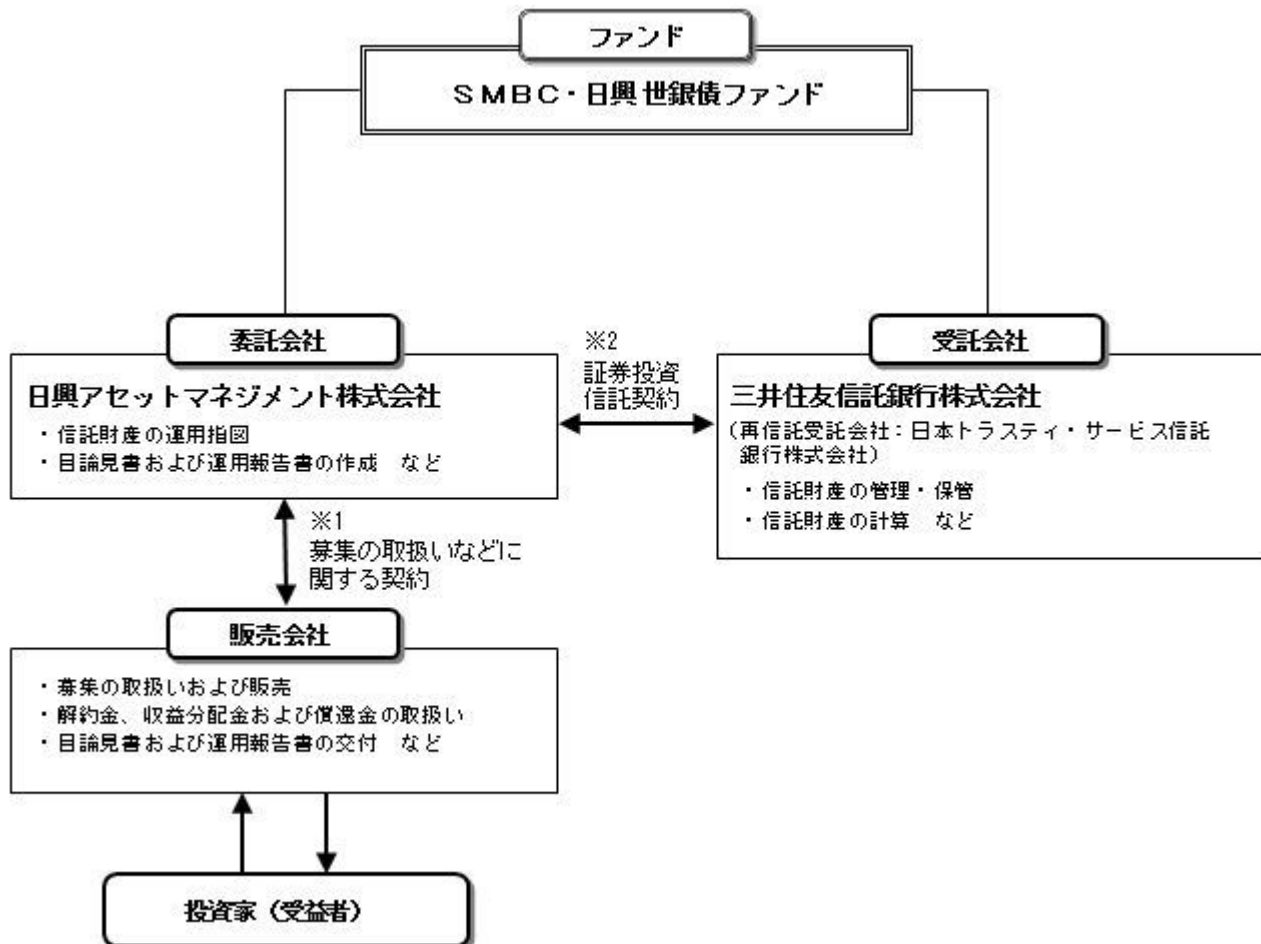 ファンド
SMBC・日興世銀債ファンド
委託会社
日興アセットマネジメント株式会社
・信託財産の運用指図
・目論見書および運用報告書の作成　など
※2
証券投資
信託契約
受託会社
三井住友信託銀行株式会社
(再信託受託会社:日本トラスティ・サービス信託
銀行株式会社)
・信託財産の管理・保管
・信託財産の計算　など
※1
募集の取扱いなどに
関する契約
販売会社
・募集の取扱いおよび販売
・解約金、収益分配金および償還金の取扱い
・目論見書および運用報告書の交付　など
投資家(受益者)